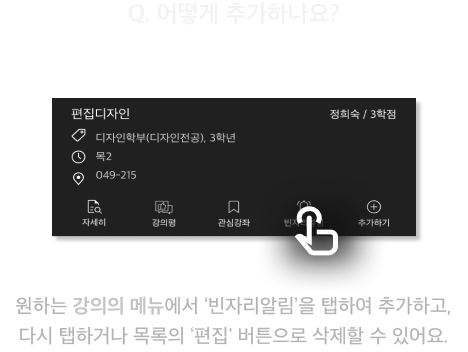 Q. 어떻게 추가하나요?
편집디자인
정희숙 / 3학점
디자인학부(디자인전공), 3학년
목2
049-215
자세히
강의평
관심강좌
추가하기
원하는 강의의 메뉴에서 ‘빈자리알림’을 탭하여 추가하고,
다시 탭하거나 목록의 ‘편집’ 버튼으로 삭제할 수 있어요.